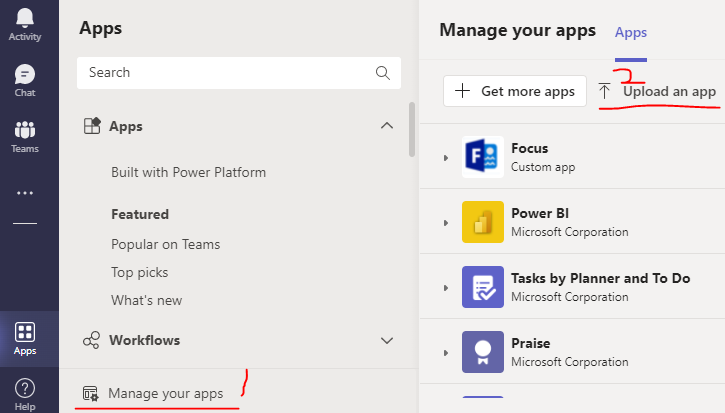 Activity
Chat
Teams
Apps
Help
Apps
Search
Apps
Built with Power Platform
Featured
Popular on Teams
Top picks
What's new
Workflows
Manage your apps
1
Manage your apps Apps
2
Get more apps Upload an app
Focus
Custom app
Power BI
Microsoft Corporation
Tasks by Planner and To Do
Microsoft Corporation
Praise
Microsoft Corporation